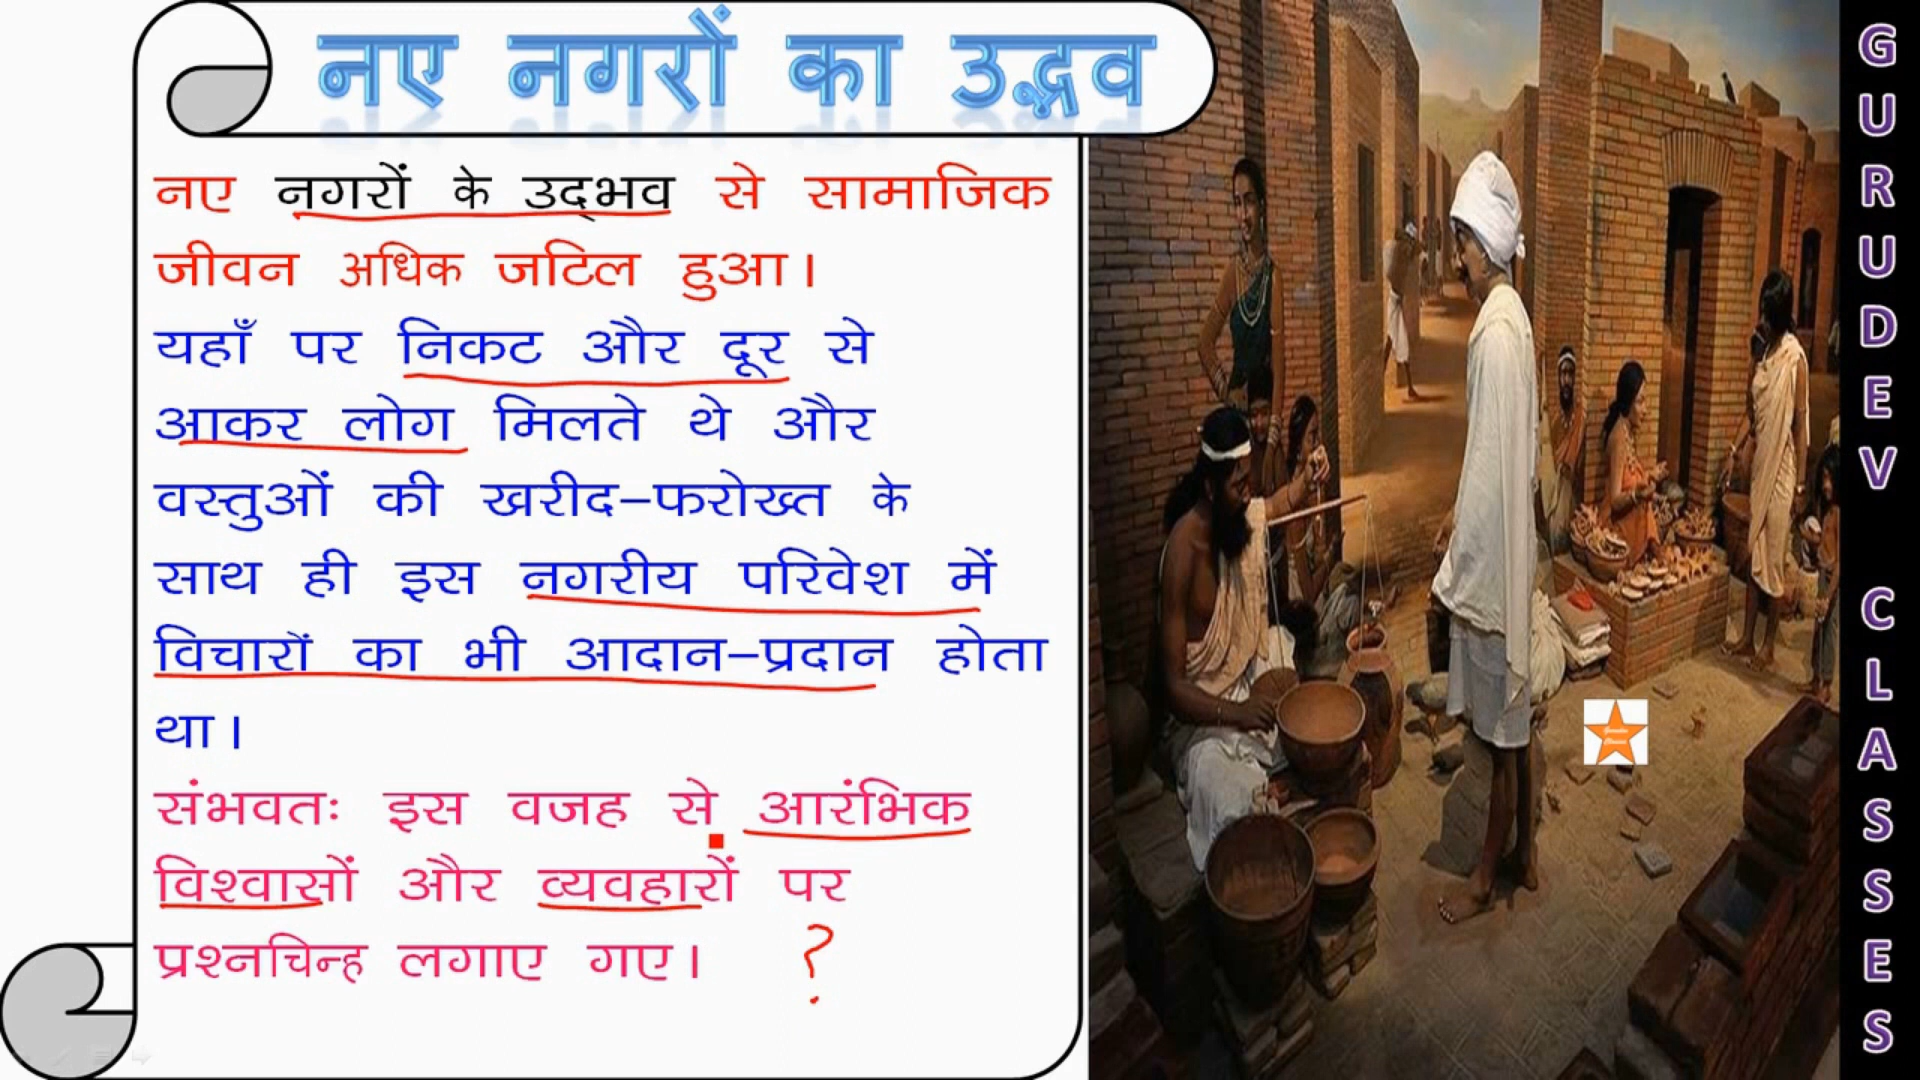 नए नगरों का उद्भव
नए नगरों के उद्‌भव से सामाजिक
जीवन अधिक जटिल हुआ।
यहाँ पर निकट और दूर से
आकर लोग मिलते थे और
वस्तुओं की खरीद–फरोख्त के
साथ ही इस नगरीय परिवेश में
विचारों का भी आदान–प्रदान होता
था।
संभवतः इस वजह से आरंभिक
विश्वासों और व्यवहारों पर
प्रश्नचिन्ह लगाए गए। ?
GURUDEV CLASSES